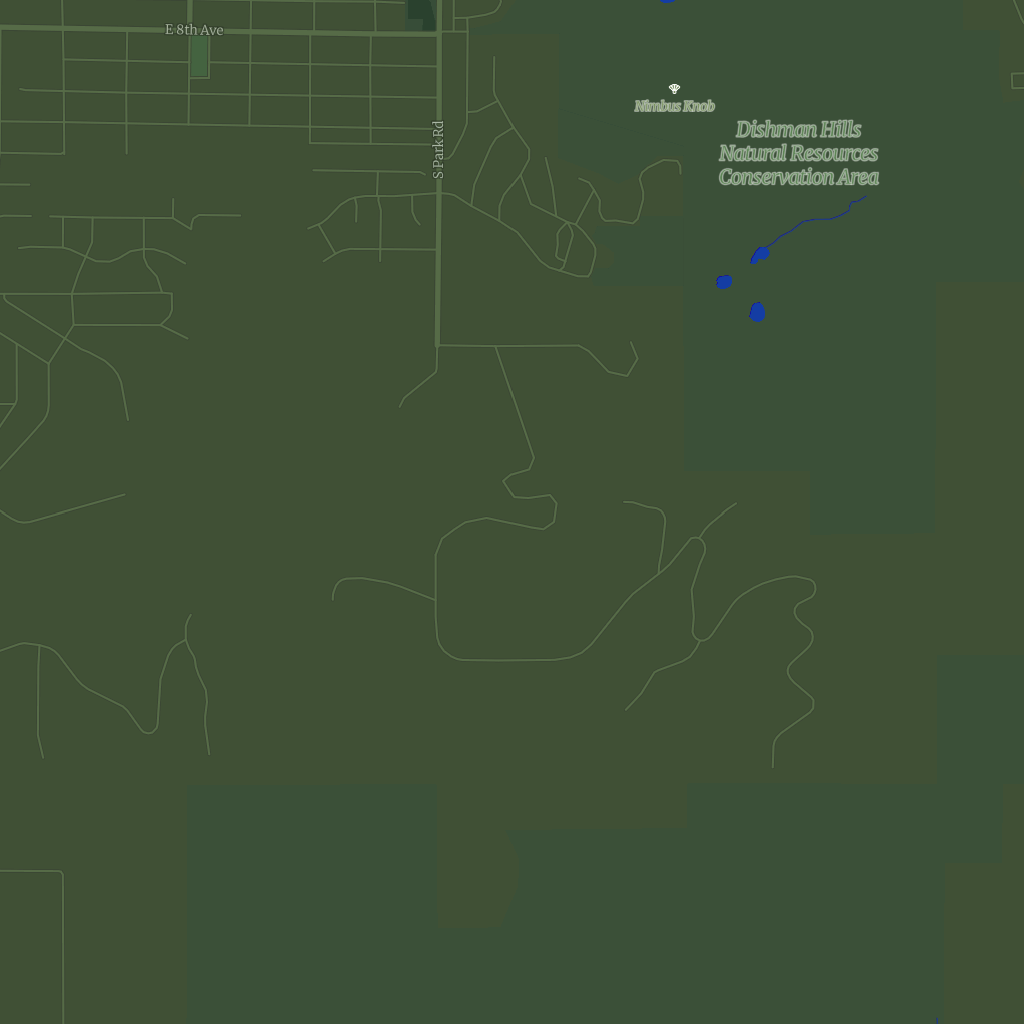 E 8th Ave
S Park Rd
Nimbus Knob
Dishman Hills
Natural Resources
Conservation Area